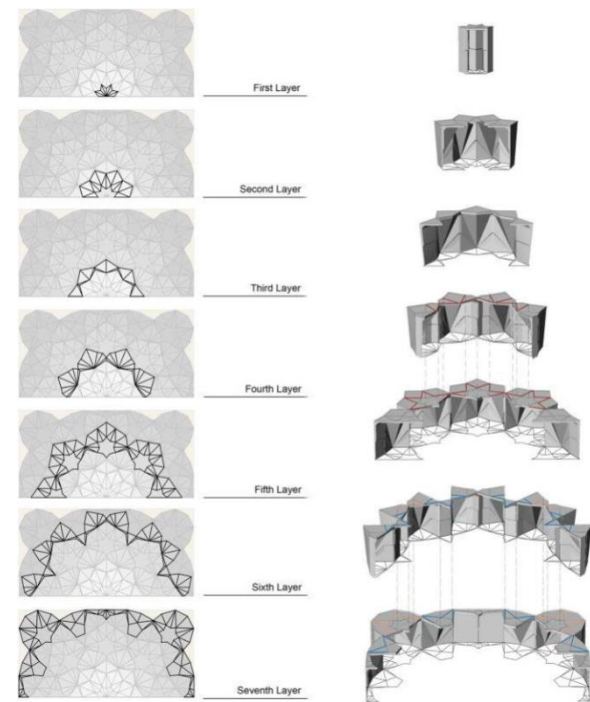 First Layer
Second Layer
Third Layer
Fourth Layer
Fifth Layer
Sixth Layer
Seventh Layer